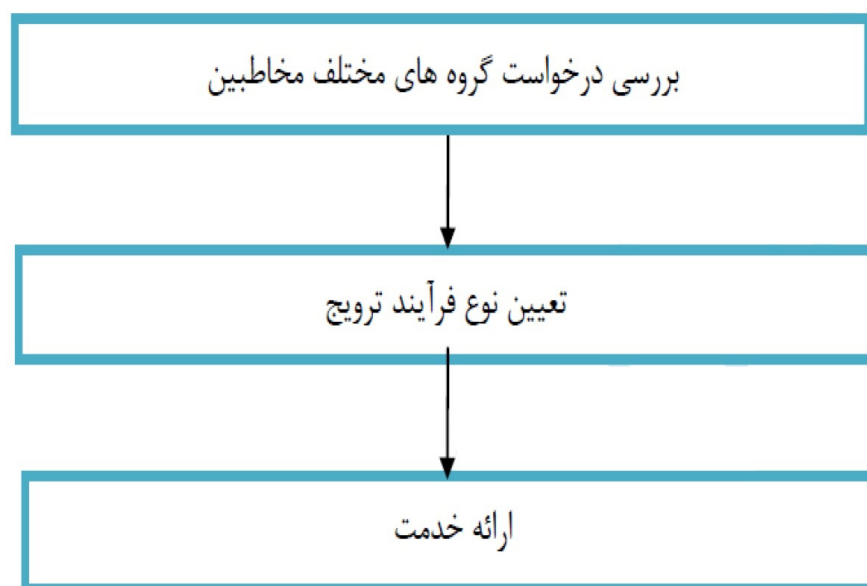 بررسی درخواست گروه های مختلف مخاطبین
تعیین نوع فرآیند ترویج
ارائه خدمت